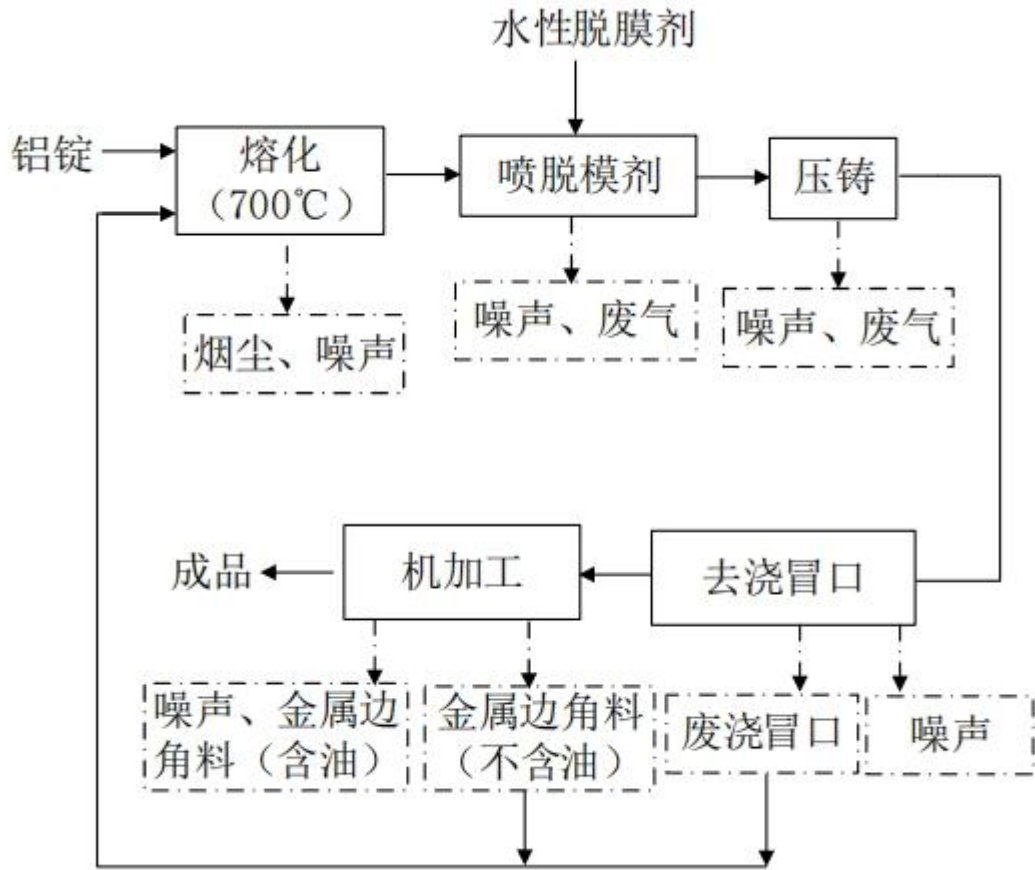 水性脱膜剂
铝锭
熔化
（700℃）
喷脱模剂
压铸
烟尘、噪声
噪声、废气
噪声、废气
成品
机加工
去浇冒口
噪声、金属边
角料（含油）
金属边角料
（不含油）
废浇冒口
噪声